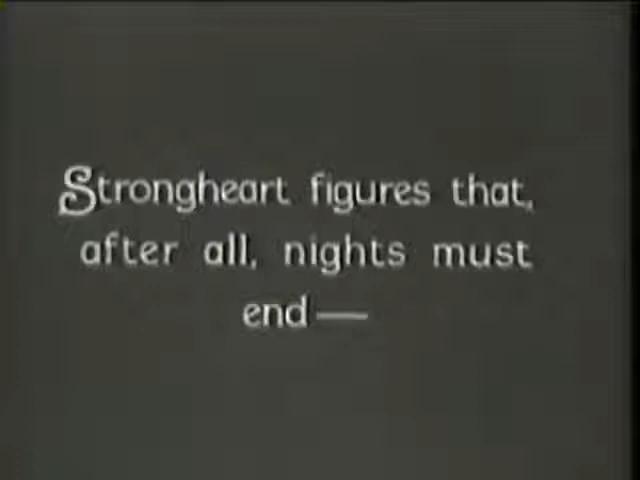 Strongheart figures that,
after all, nights must
end —